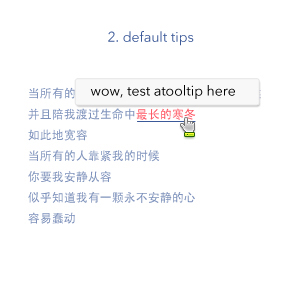 2. default tips
当所有的
wow, test atooltip here
并且陪我渡过生命中最长的寒冬
如此地宽容
当所有的人靠紧我的时候
你要我安静从容
似乎知道我有一颗永不安静的心
容易蠢动